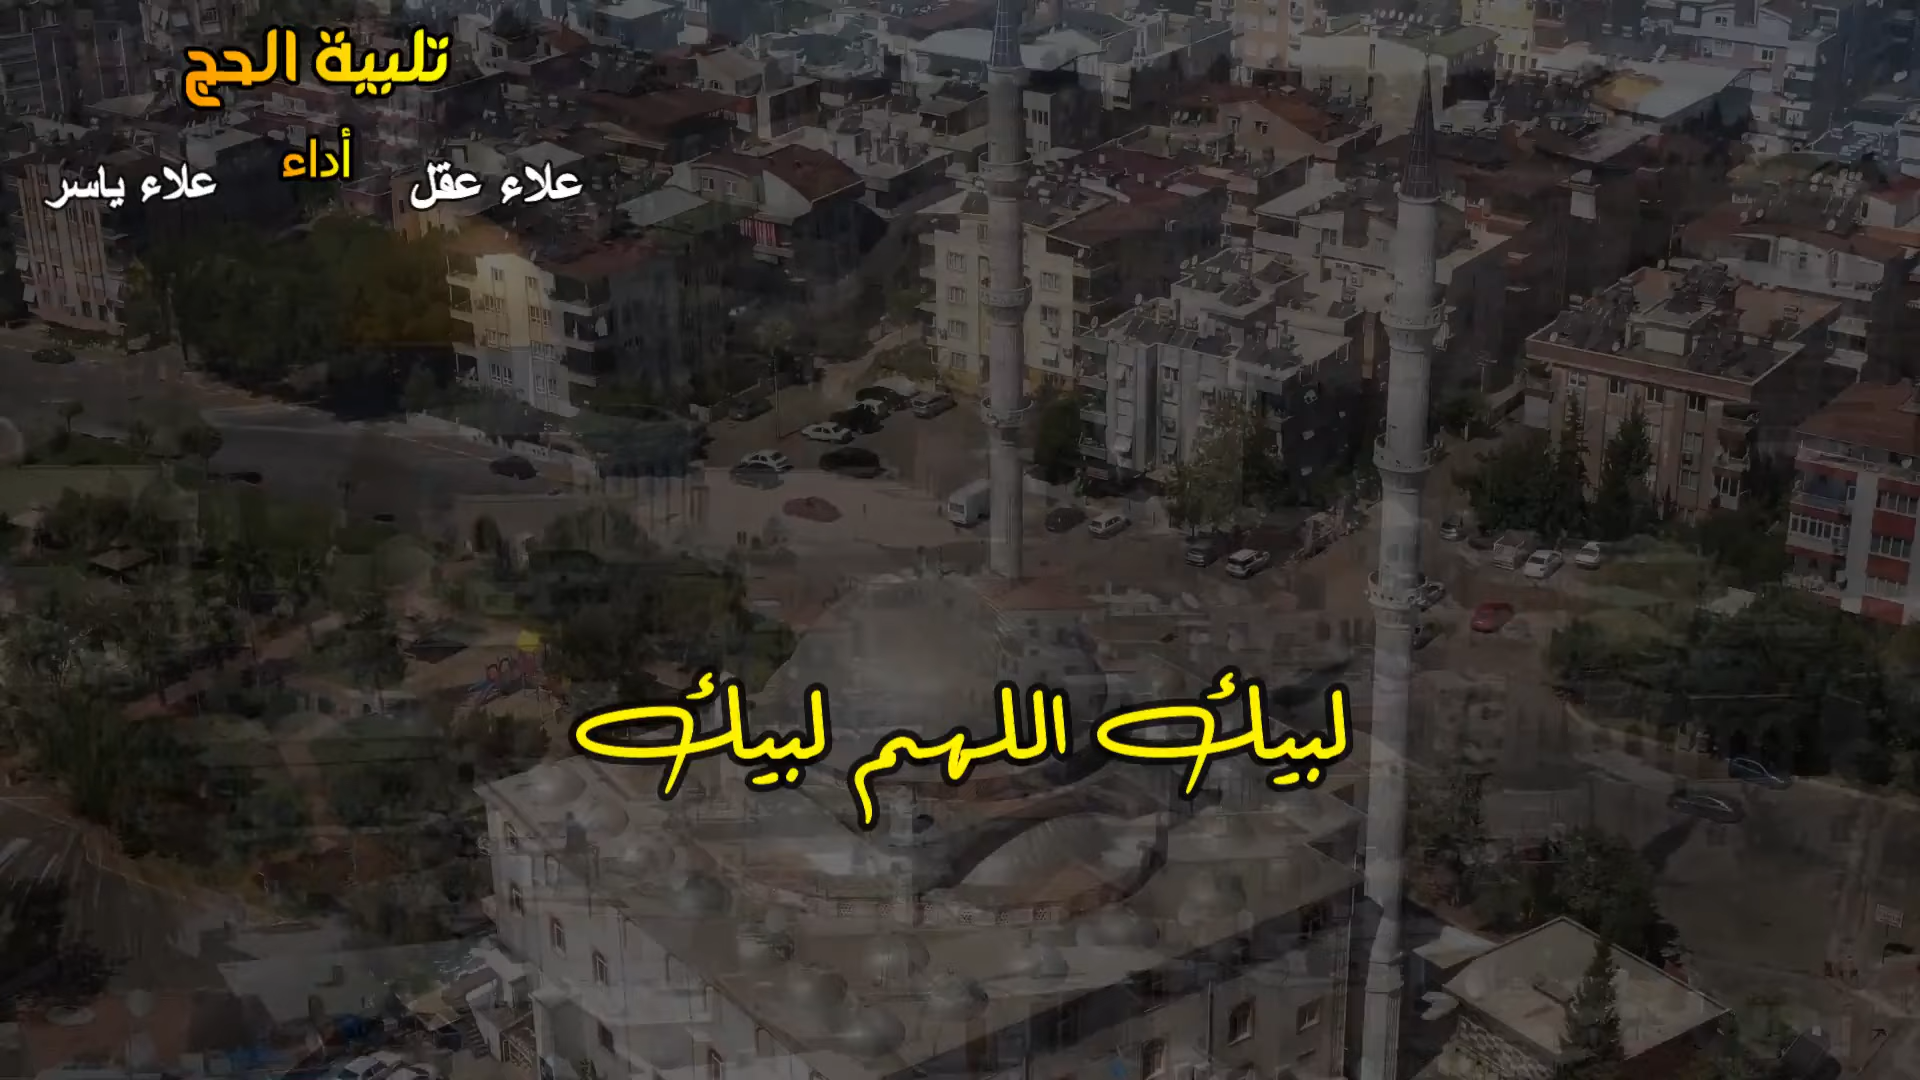 تلبية الحج
أداء
علاء عقل
علاء ياسر
لبيك اللهم لبيك